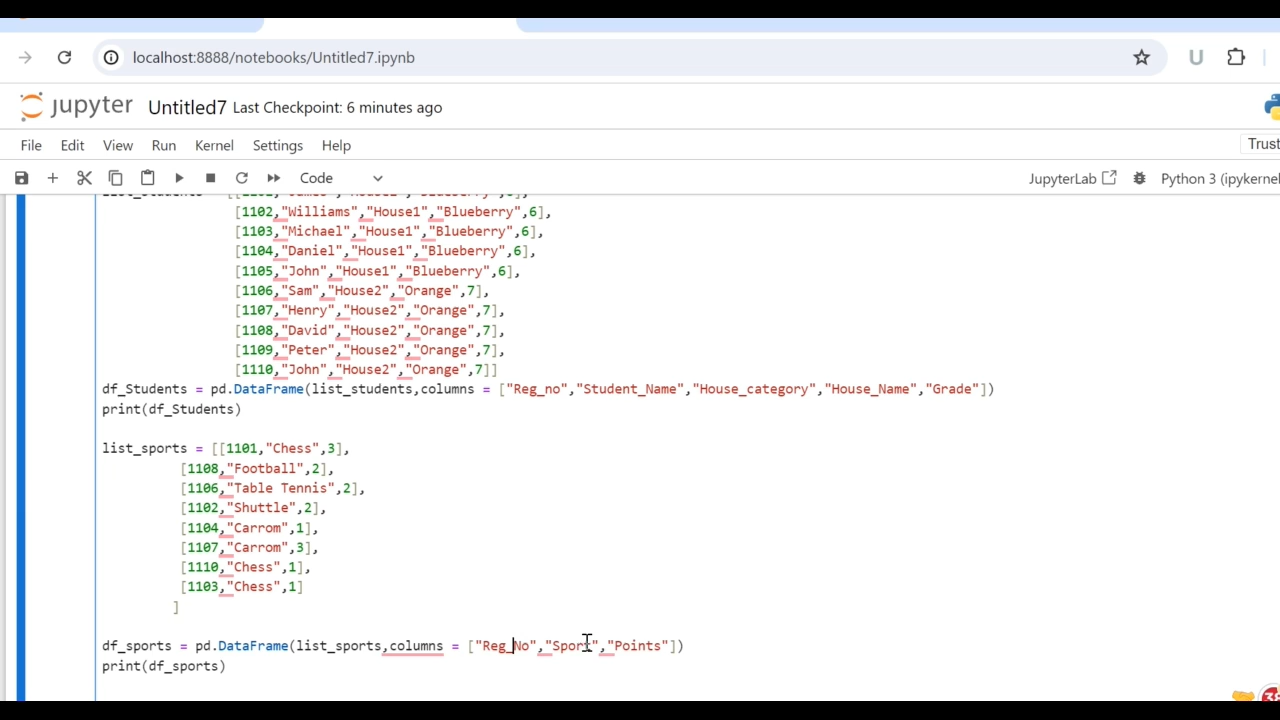 localhost:8888/notebooks/Untitled7.ipynb
U
jupyter Untitled7 Last Checkpoint: 6 minutes ago
File Edit View Run Kernel Settings Help
Trust
Code
JupyterLab
Python 3 (ipykernel
[1102,"Williams","House1","Blueberry",6],
[1103,"Michael","House1","Blueberry",6],
[1104,"Daniel","House1","Blueberry",6],
[1105,"John","House1","Blueberry",6],
[1106,"Sam","House2","Orange",7],
[1107,"Henry","House2","Orange",7],
[1108,"David","House2","Orange",7],
[1109,"Peter","House2","Orange",7],
[1110,"John","House2","Orange",7]]
df_Students = pd.DataFrame(list_students,columns = ["Reg_no","Student_Name","House_category","House_Name","Grade"])
print(df_Students)
list_sports = [[1101,"Chess",3],
[1108,"Football",2],
[1106,"Table Tennis",2],
[1102,"Shuttle",2],
[1104,"Carrom",1],
[1107,"Carrom",3],
[1110,"Chess",1],
[1103,"Chess",1]
]
df_sports = pd.DataFrame(list_sports,columns = ["Reg_No","Sport","Points"])
print(df_sports)